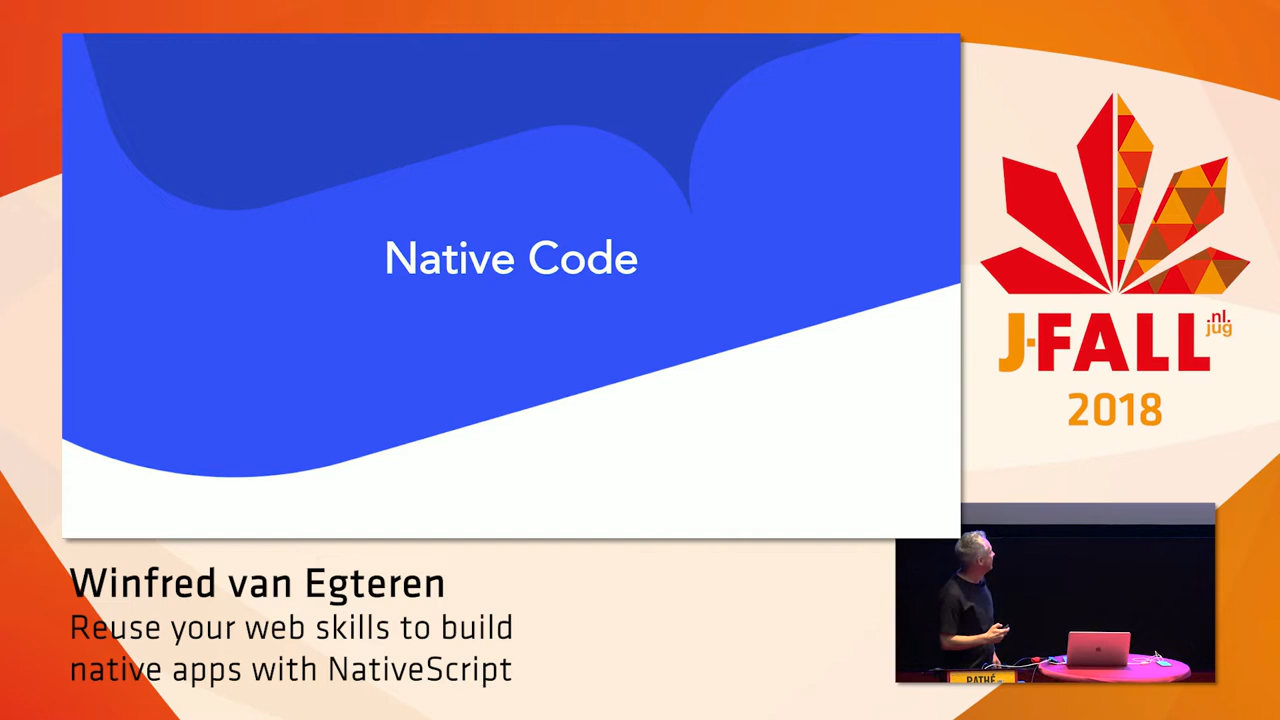 Native Code
J-FALL
nl.
jug
2018
Winfred van Egteren
Reuse your web skills to build
native apps with NativeScript
PATHÉ